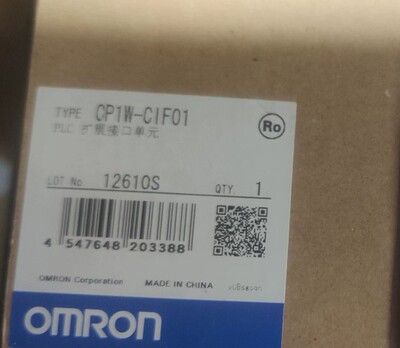 TYPE CP1W-CIF01
PLC 扩展接口单元
Ro
LOT No 12610S QTY 1
4 547648 203388
OMRON Corporation MADE IN CHINA
OMRON